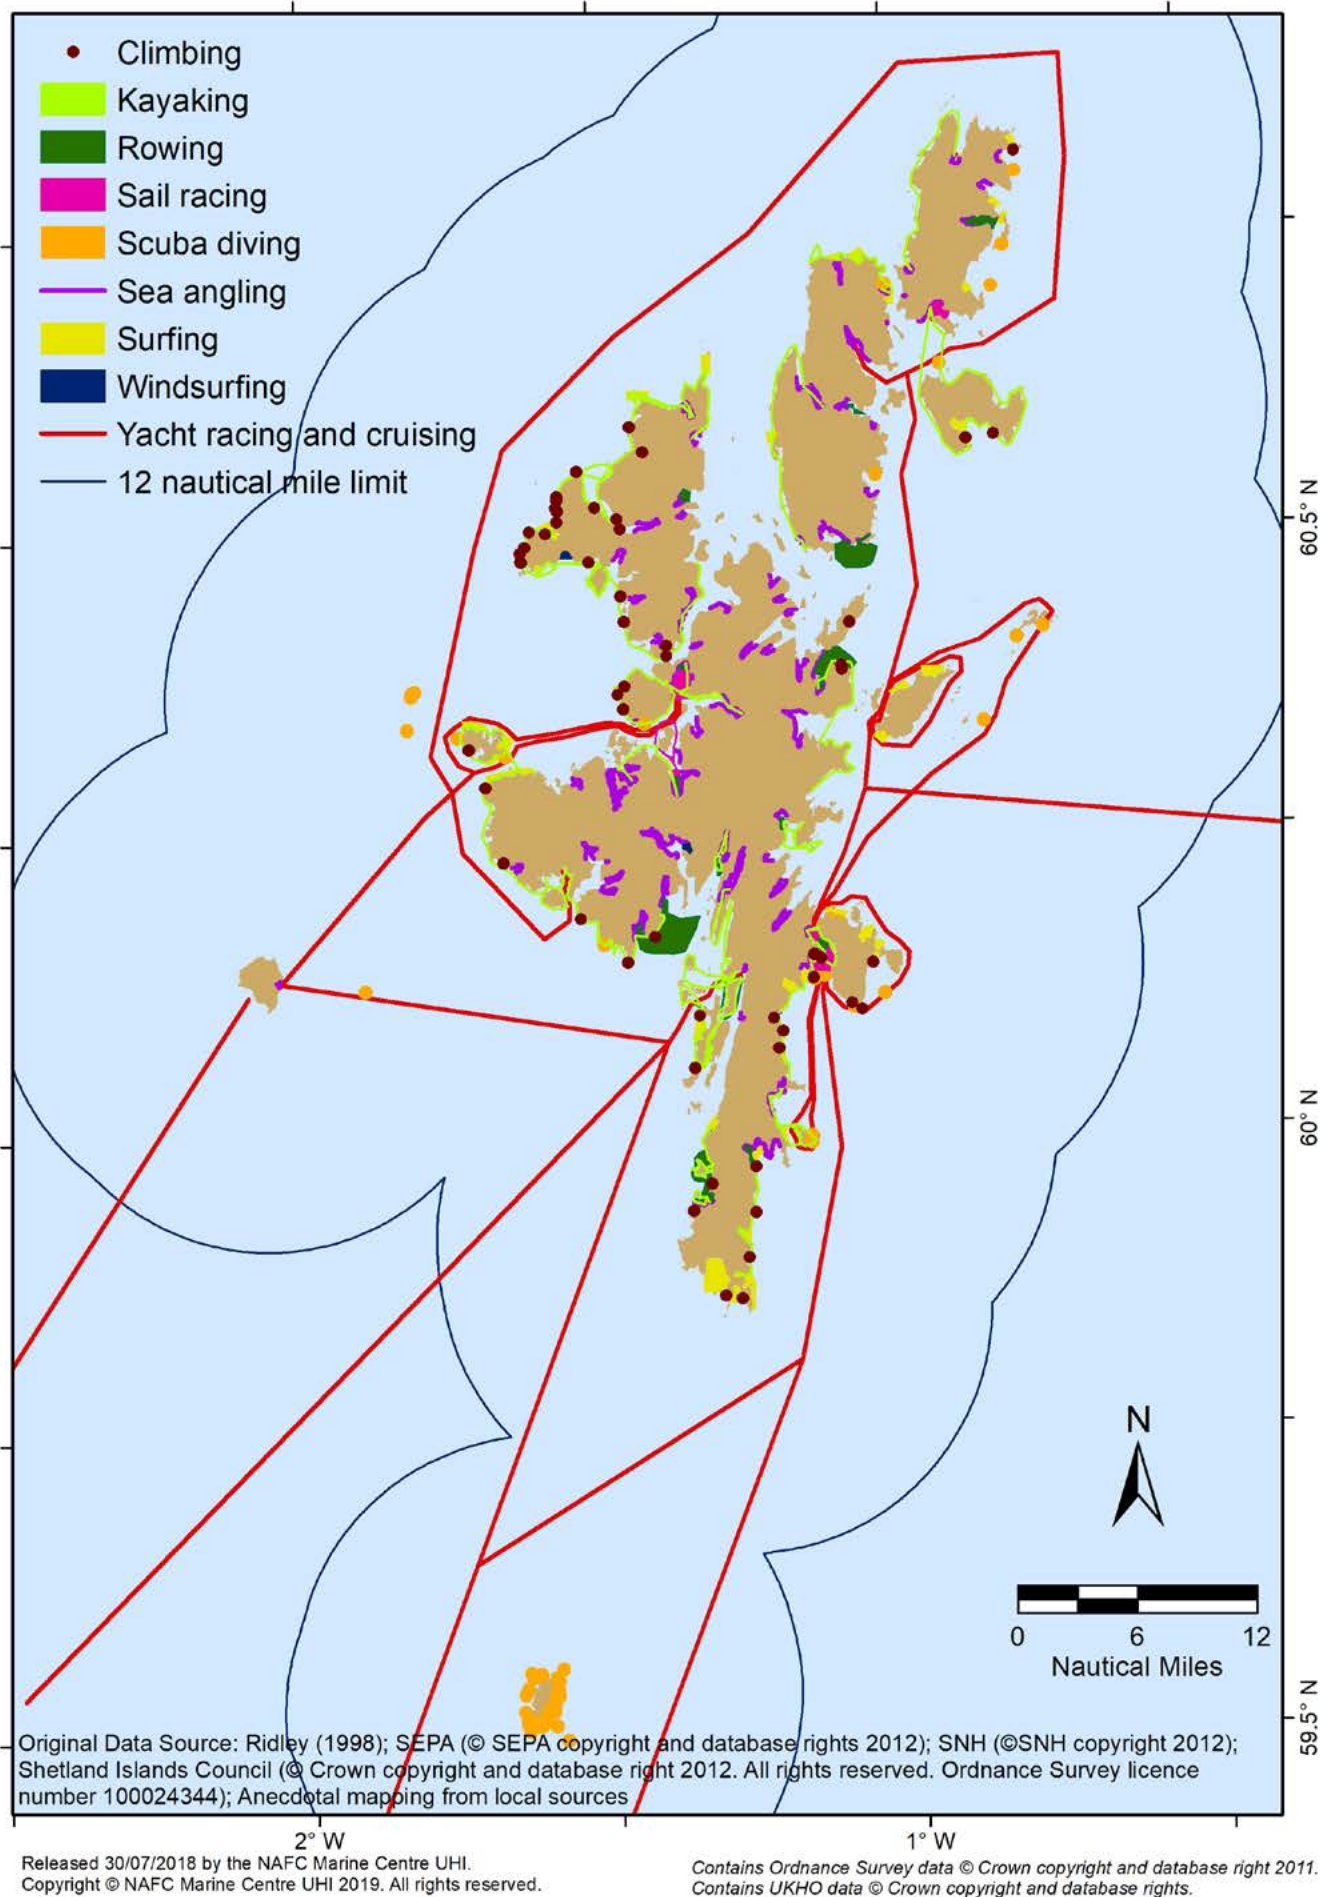 Climbing
Kayaking
Rowing
Sail racing
Scuba diving
Sea angling
Surfing
Windsurfing
Yacht racing and cruising
12 nautical mile limit
60.5° N
60° N
59.5° N
N
0 6 12
Nautical Miles
Original Data Source: Ridley (1998); SEPA (© SEPA copyright and database rights 2012); SNH (©SNH copyright 2012);
Shetland Islands Council (© Crown copyright and database right 2012. All rights reserved. Ordnance Survey licence
number 100024344); Anecdotal mapping from local sources
2° W 1° W
Released 30/07/2018 by the NAFC Marine Centre UHI.
Copyright © NAFC Marine Centre UHI 2019. All rights reserved.
Contains Ordnance Survey data © Crown copyright and database right 2011.
Contains UKHO data © Crown copyright and database rights.